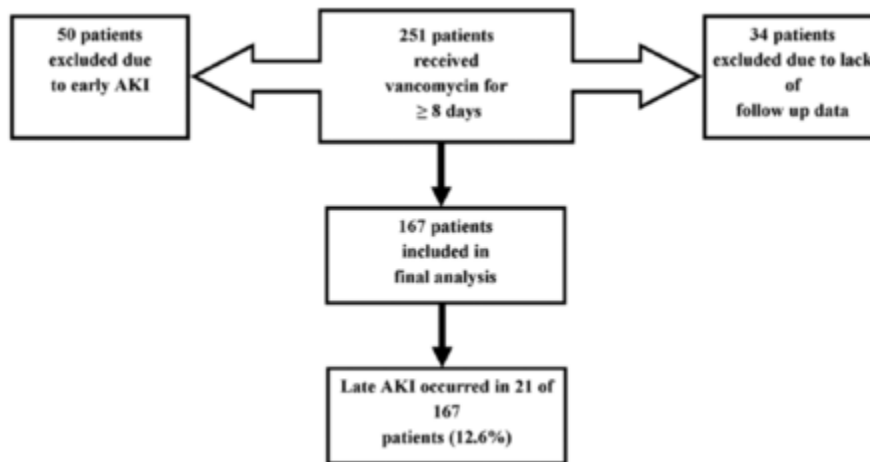 50 patients
excluded due
to early AKI
251 patients
received
vancomycin for
≥ 8 days
34 patients
excluded due to lack
of
follow up data
167 patients
included in
final analysis
Late AKI occurred in 21 of
167
patients (12.6%)